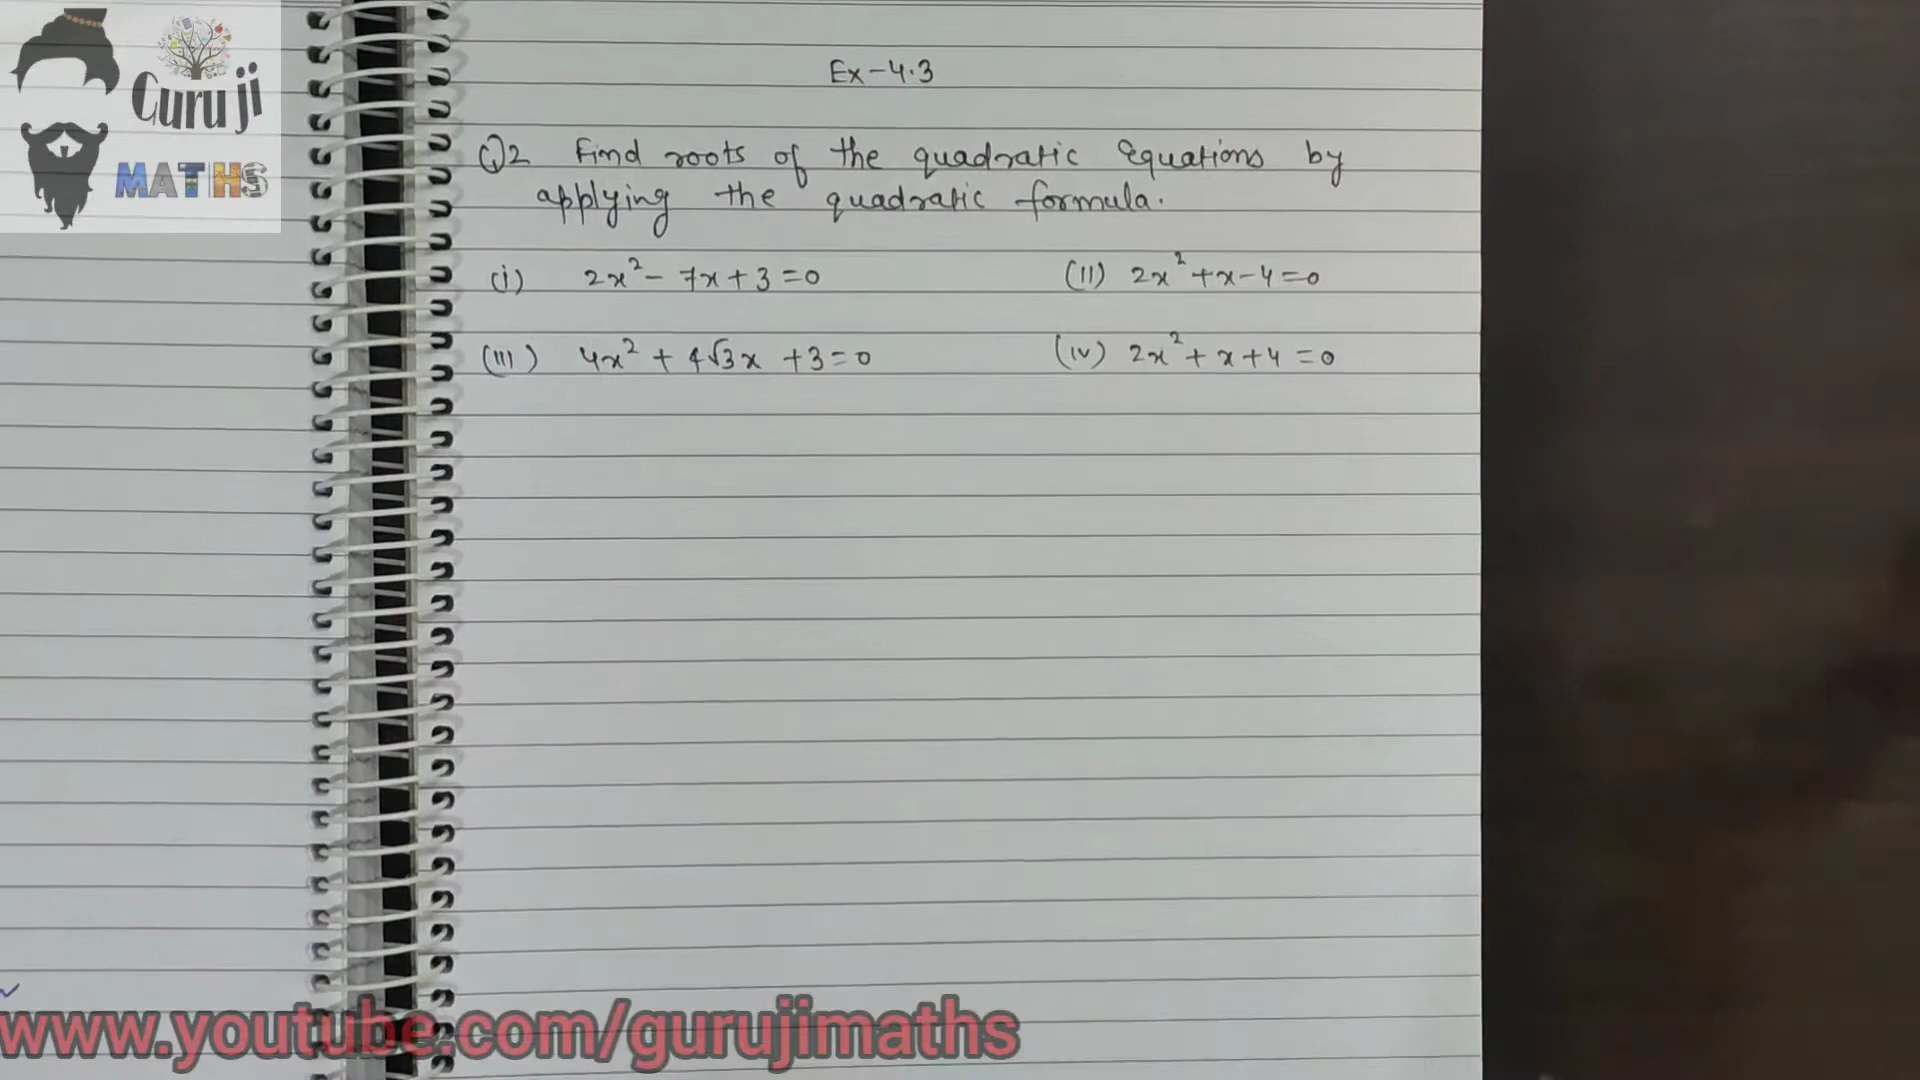 Guruji
MATHS
Ex-4.3
Q2 Find roots of the quadratic Equations by
applying the quadratic formula.
(i) 2x² - 7x + 3 = 0 (II) 2x² + x - 4 = 0
(III) 4x² + 4√3x + 3 = 0 (iv) 2x² + x + 4 = 0
www.youtube.com/gurujimaths